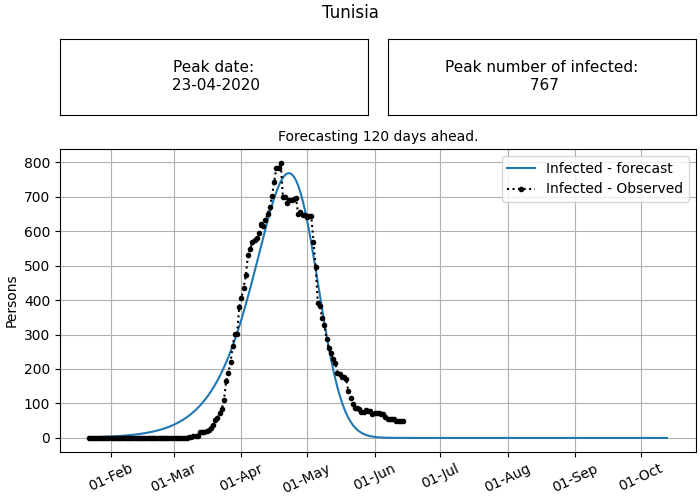 Tunisia
Peak date:
23-04-2020
Peak number of infected:
767
Forecasting 120 days ahead.
Infected - forecast
Infected - Observed
Persons
800
700
600
500
400
300
200
100
0
01-Feb
01-Mar
01-Apr
01-May
01-Jun
01-Jul
01-Aug
01-Sep
01-Oct